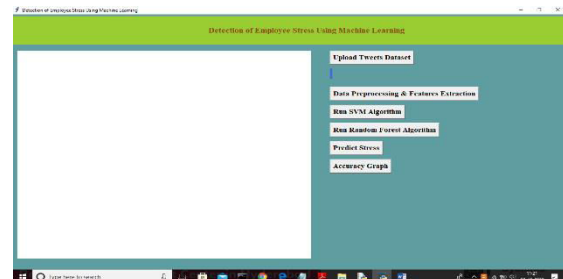 Detection of Employee Stress Using Machine Learning
Detection of Employee Stress Using Machine Learning
Upload Tweets Dataset
Data Preprocessing & Features Extraction
Run SVM Algorithm
Run Random Forest Algorithm
Predict Stress
Accuracy Graph
Type here to search